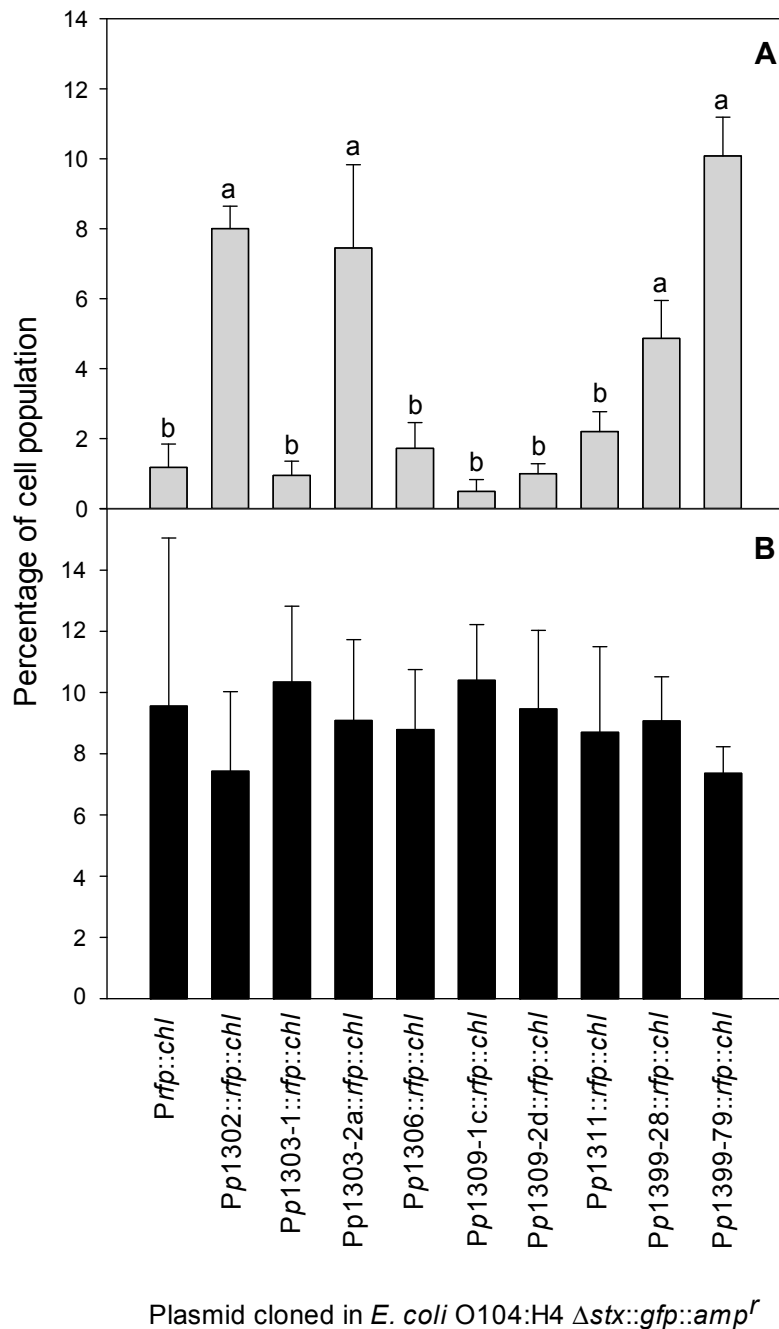 Percentage of cell population
14
12
10
8
6
4
2
0
A
b
a
b
a
b
b
b
b
a
a
14
12
10
8
6
4
2
0
B
Prfp::chl
Pp1302::rfp::chl
Pp1303-1::rfp::chl
Pp1303-2a::rfp::chl
Pp1306::rfp::chl
Pp1309-1c::rfp::chl
Pp1309-2d::rfp::chl
Pp1311::rfp::chl
Pp1399-28::rfp::chl
Pp1399-79::rfp::chl
Plasmid cloned in E. coli O104:H4 Δstx::gfp::ampʳ